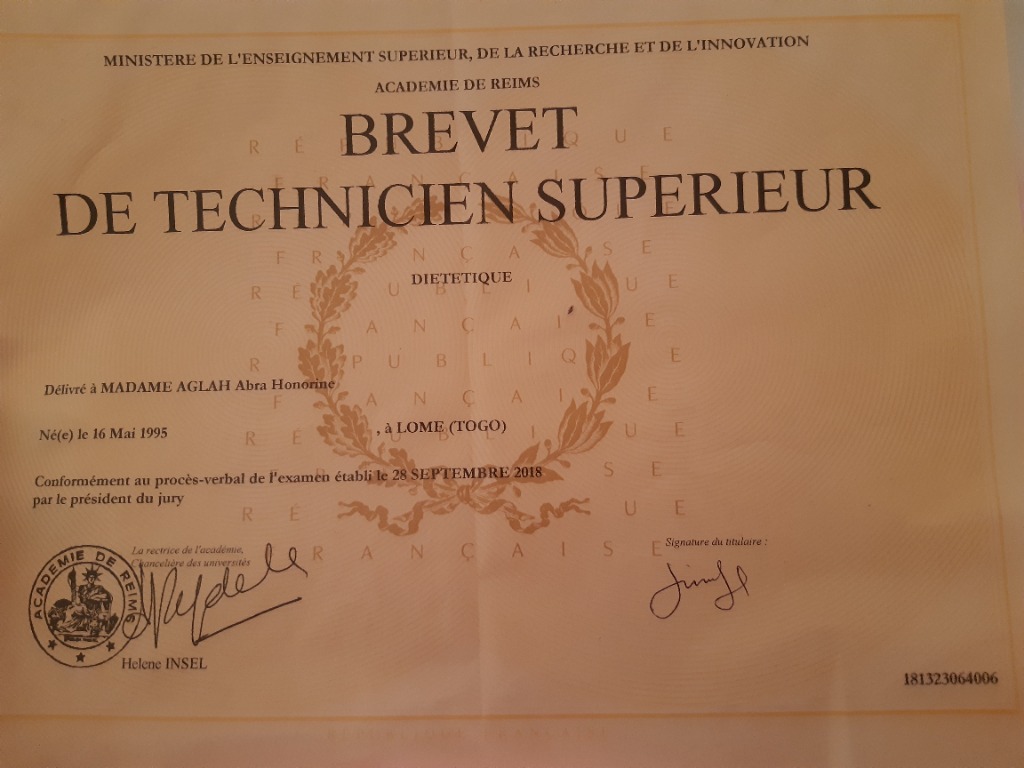 MINISTERE DE L'ENSEIGNEMENT SUPERIEUR, DE LA RECHERCHE ET DE L'INNOVATION
ACADEMIE DE REIMS
BREVET
DE TECHNICIEN SUPERIEUR
DIETETIQUE
Délivré à MADAME AGLAH Abra Honorine
Né(e) le 16 Mai 1995 , à LOME (TOGO)
Conformément au procès-verbal de l'examen établi le 28 SEPTEMBRE 2018
par le président du jury
La rectrice de l'académie,
Chancelière des universités
Signature du titulaire :
ACADÉMIE DE REIMS
Helene INSEL
181323064006
RÉPUBLIQUE FRANÇAISE